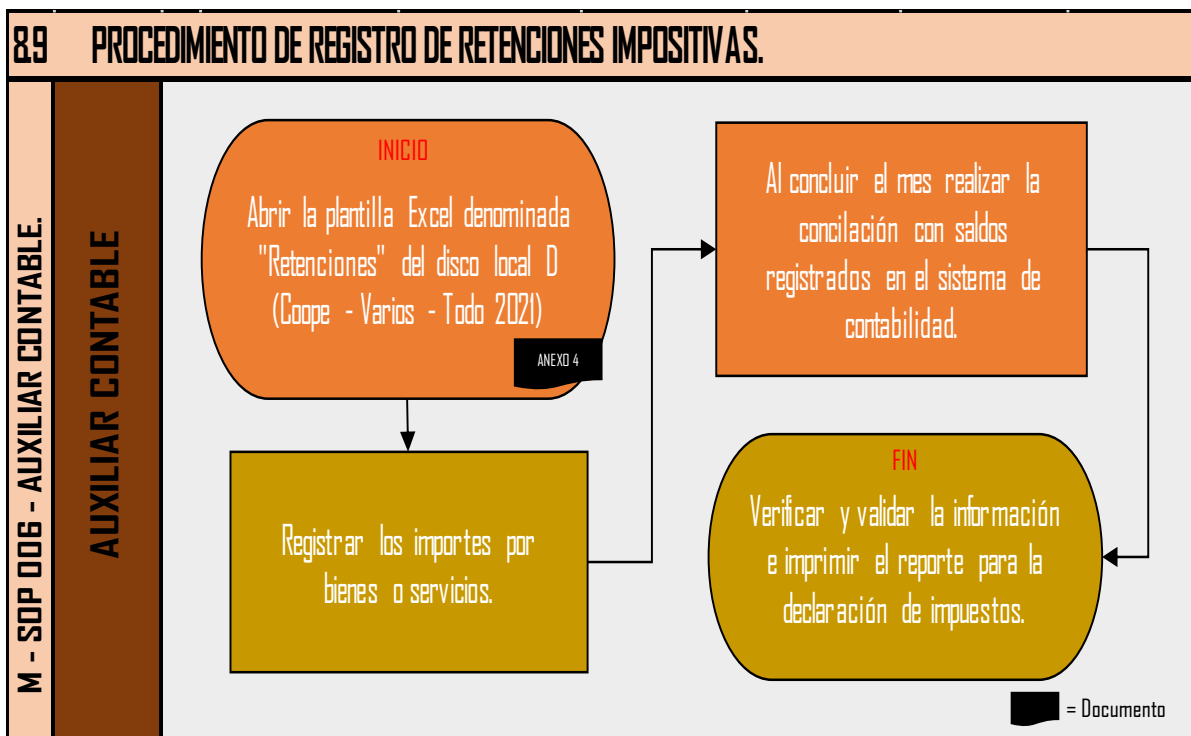 8.9 PROCEDIMIENTO DE REGISTRO DE RETENCIONES IMPOSITIVAS.
M - SOP 006 - AUXILIAR CONTABLE.
AUXILIAR CONTABLE
INICIO
Abrir la plantilla Excel denominada
"Retenciones" del disco local D
(Coope - Varios - Todo 2021)
ANEXO 4
Registrar los importes por
bienes o servicios.
Al concluir el mes realizar la
concilación con saldos
registrados en el sistema de
contabilidad.
FIN
Verificar y validar la información
e imprimir el reporte para la
declaración de impuestos.
= Documento